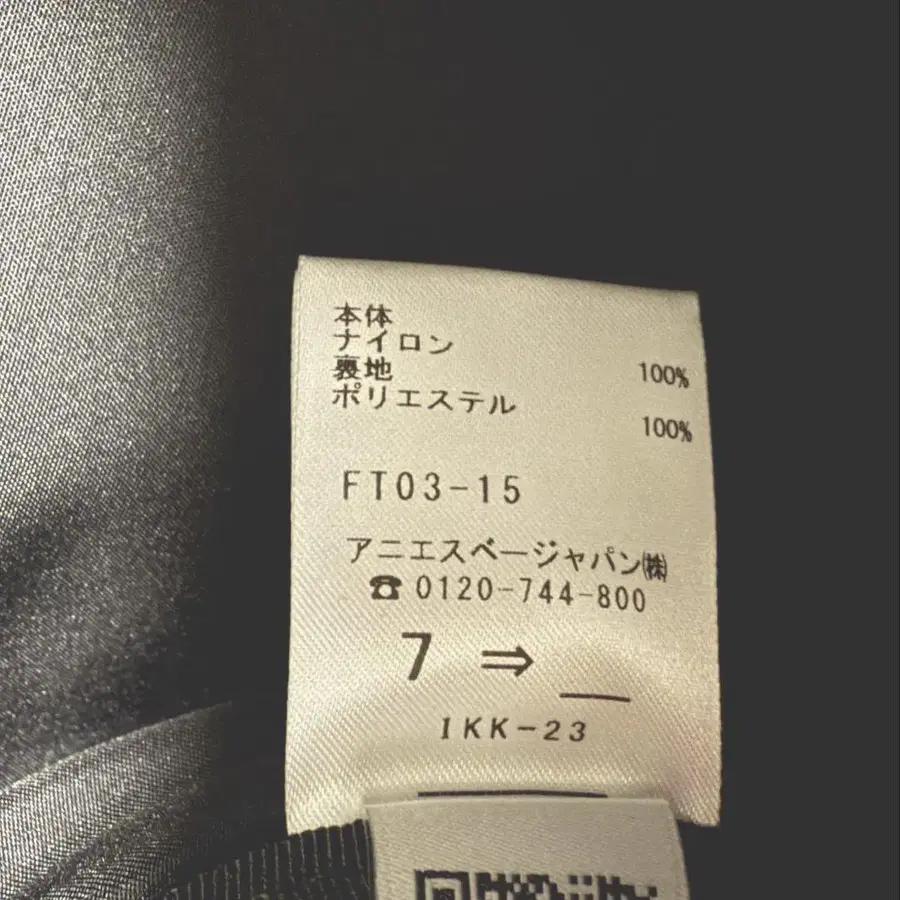 本体
ナイロン
100%
裏地
ポリエステル
100%
FT03-15
アニエスベージャパン㈱
☎0120-744-800
7 ⇒
IKK-23